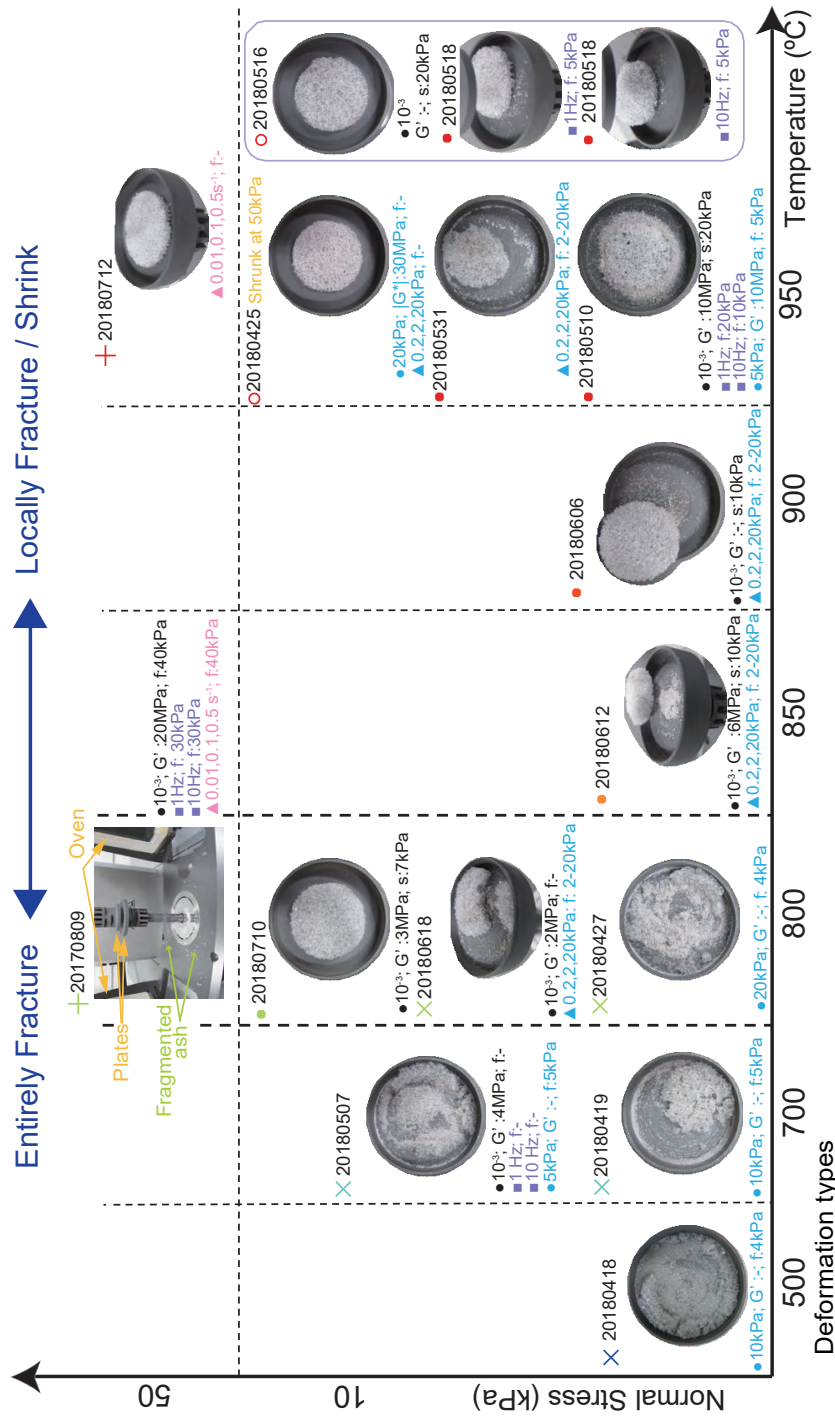 Entirely Fracture Locally Fracture / Shrink
50
+20170809
Plates Oven
Fragmented
ash
●10⁻³; G' :20MPa; f:40kPa
■1Hz; f: 30kPa
■10Hz; f:30kPa
▲0.01,0.1,0.5 s⁻¹; f:40kPa
+ 20180712
▲0.01,0.1,0.5s⁻¹; f:-
10
Normal Stress (kPa)
× 20180418
●10kPa; G' :-; f:4kPa
× 20180507
●10⁻³; G' :4MPa; f:-
■1 Hz; f:-
■10 Hz; f:-
●5kPa; G' :-; f:5kPa
× 20180419
●10kPa; G' :-; f:5kPa
● 20180710
●10⁻³; G' :3MPa; s:7kPa
×20180618
●10⁻³; G' :2MPa; f:-
▲0.2,2,20kPa; f: 2-20kPa
×20180427
●20kPa; G' :-; f: 4kPa
● 20180612
●10⁻³; G' :6MPa; s:10kPa
▲0.2,2,20kPa; f: 2-20kPa
● 20180606
●10⁻³; G' :-; s:10kPa
▲0.2,2,20kPa; f: 2-20kPa
○20180425 Shrunk at 50kPa
●20kPa; |G*|:30MPa; f:-
▲0.2,2,20kPa; f:-
● 20180531
▲0.2,2,20kPa; f: 2-20kPa
● 20180510
●10⁻³; G' :10MPa; s:20kPa
■1Hz; f:20kPa
■10Hz; f:10kPa
●5kPa; G' :10MPa; f: 5kPa
○ 20180516
●10⁻³
G' :-; s:20kPa
● 20180518
■1Hz; f: 5kPa
● 20180518
■10Hz; f: 5kPa
500 700 800 850 900 950 Temperature (ºC)
Deformation types